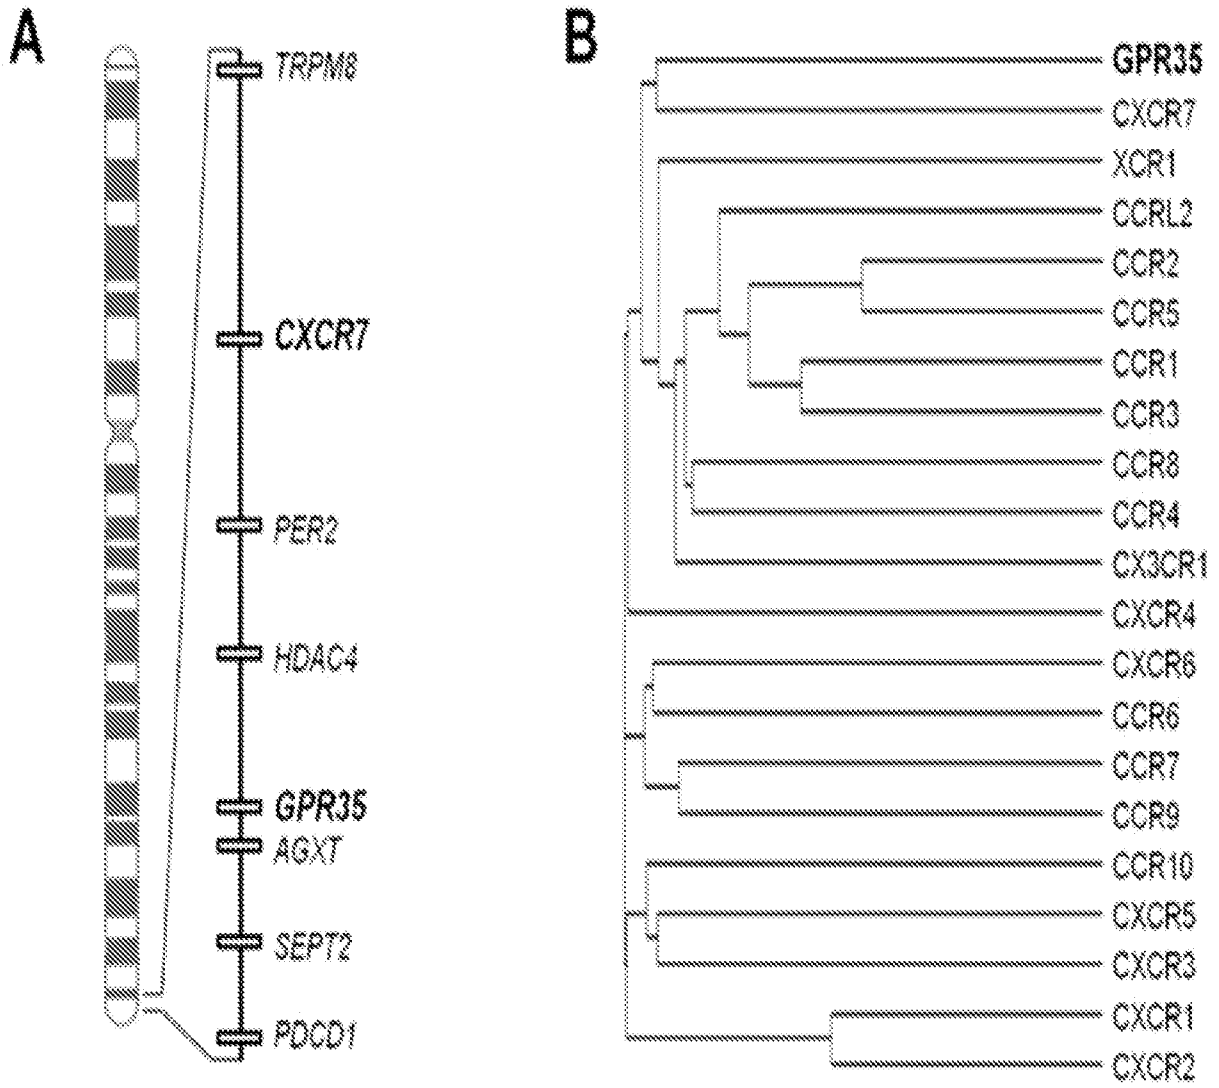 A
TRPM8
CXCR7
PER2
HDAC4
GPR35
AGXT
SEPT2
PDCD1
B
GPR35
CXCR7
XCR1
CCRL2
CCR2
CCR5
CCR1
CCR3
CCR8
CCR4
CX3CR1
CXCR4
CXCR6
CCR6
CCR7
CCR9
CCR10
CXCR5
CXCR3
CXCR1
CXCR2